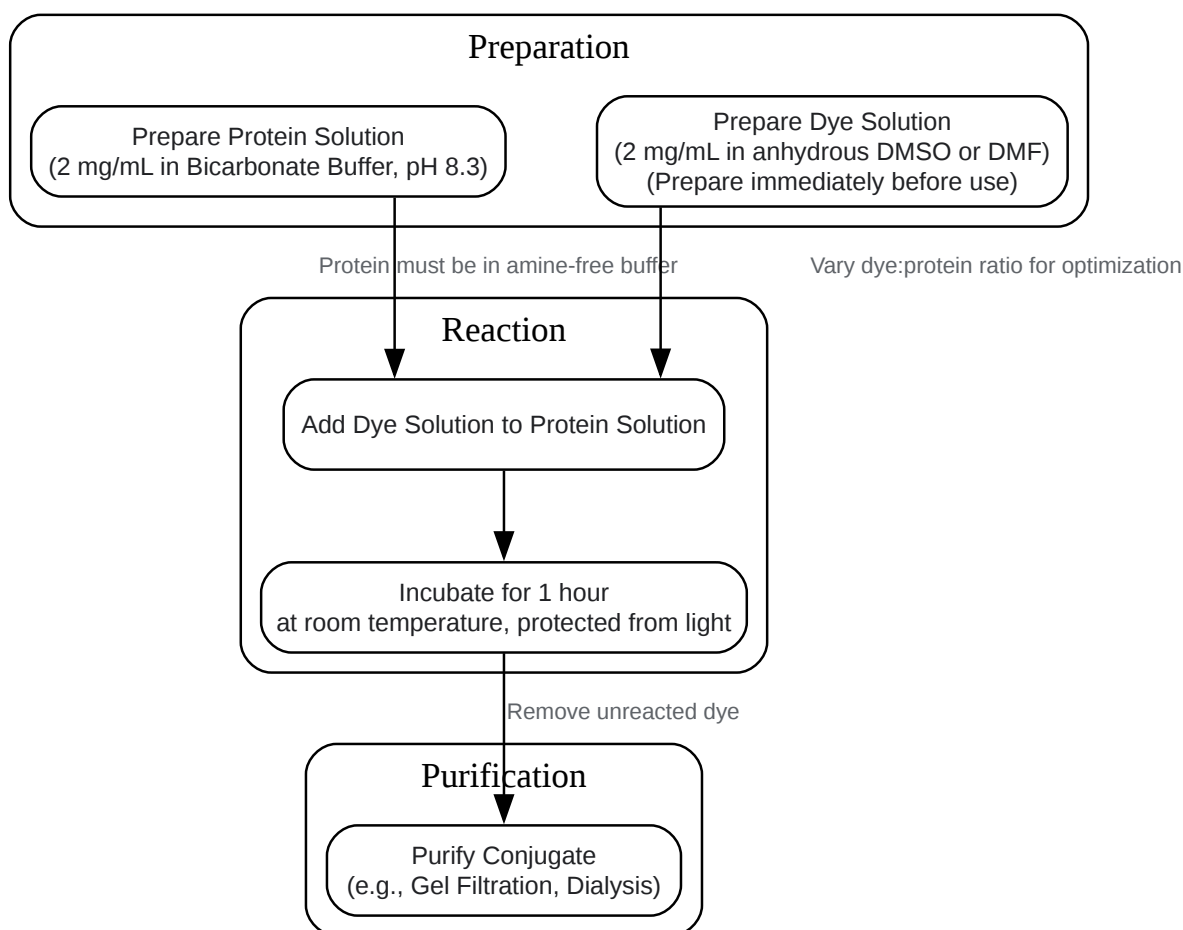 Preparation
Prepare Protein Solution
(2 mg/mL in Bicarbonate Buffer, pH 8.3)
Prepare Dye Solution
(2 mg/mL in anhydrous DMSO or DMF)
(Prepare immediately before use)
Protein must be in amine-free buffer
Vary dye:protein ratio for optimization
Reaction
Add Dye Solution to Protein Solution
Incubate for 1 hour
at room temperature, protected from light
Remove unreacted dye
Purification
Purify Conjugate
(e.g., Gel Filtration, Dialysis)